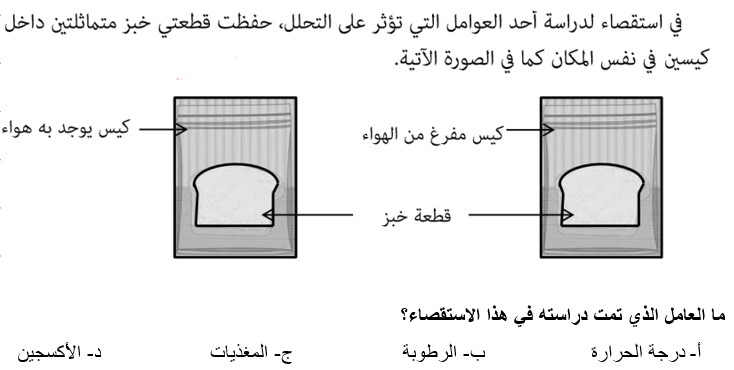 في استقصاء لدراسة أحد العوامل التي تؤثر على التحلل، حفظت قطعتي خبز متماثلتين داخل
كيسين في نفس المكان كما في الصورة الآتية.
كيس مفرغ من الهواء
كيس يوجد به هواء
قطعة خبز
ما العامل الذي تمت دراسته في هذا الاستقصاء؟
أ- درجة الحرارة ب- الرطوبة ج- المغذيات د- الأكسجين